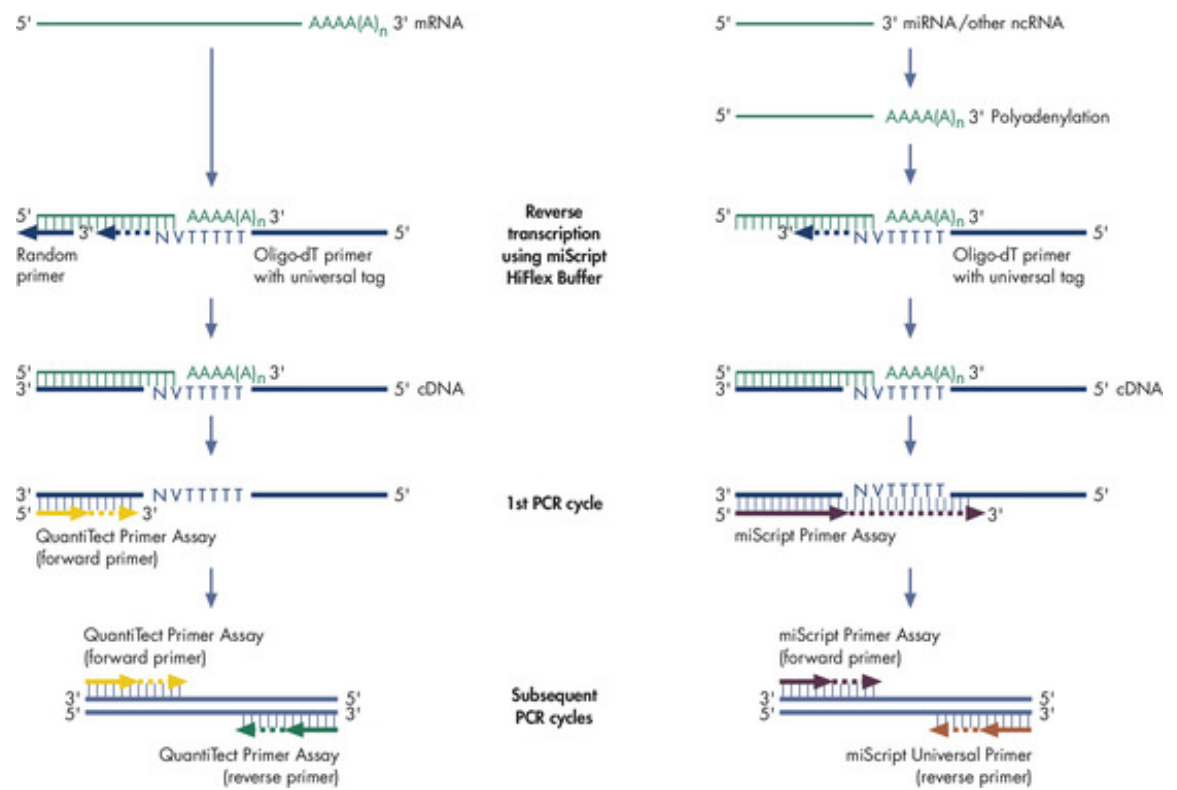 5' AAAA(A)n 3' mRNA
5' 3' miRNA/other ncRNA
5' AAAA(A)n 3' Polyadenylation
5' AAAA(A)n 3'
3' NVTTTTT 5'
Random
primer
Oligo-dT primer
with universal tag
Reverse
transcription
using miScript
HiFlex Buffer
5' AAAA(A)n 3'
3' NVTTTTT 5'
Oligo-dT primer
with universal tag
5' AAAA(A)n 3'
3' NVTTTTT 5' cDNA
5' AAAA(A)n 3'
3' NVTTTTT 5' cDNA
3' NVTTTTT 5'
5' 3'
QuantiTect Primer Assay
(forward primer)
1st PCR cycle
3' NVTTTTT 5'
5' 3'
miScript Primer Assay
QuantiTect Primer Assay
(forward primer)
3' 5'
5' 3'
QuantiTect Primer Assay
(reverse primer)
Subsequent
PCR cycles
miScript Primer Assay
(forward primer)
3' 5'
5' 3'
miScript Universal Primer
(reverse primer)